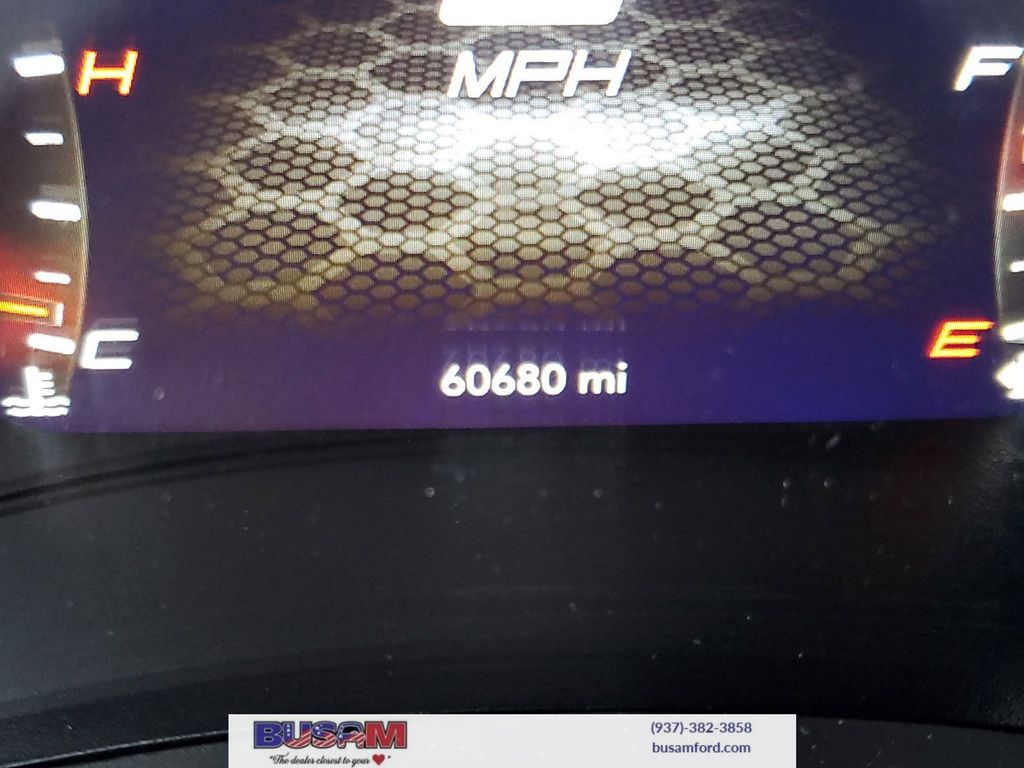 H
MPH
F
C
E
60680 mi
BUSAM
"The dealer closest to your ❤"
(937)-382-3858
busamford.com